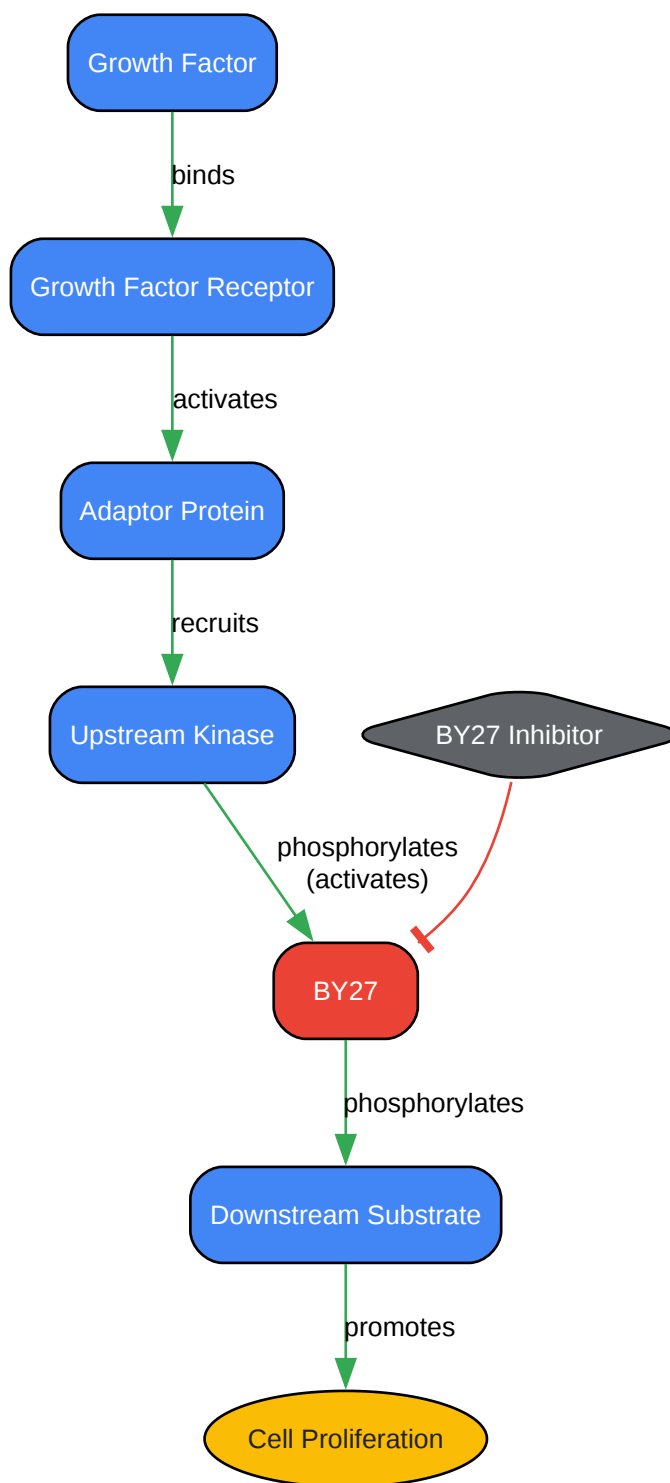 Growth Factor
binds
Growth Factor Receptor
activates
Adaptor Protein
recruits
Upstream Kinase
BY27 Inhibitor
phosphorylates
(activates)
BY27
phosphorylates
Downstream Substrate
promotes
Cell Proliferation